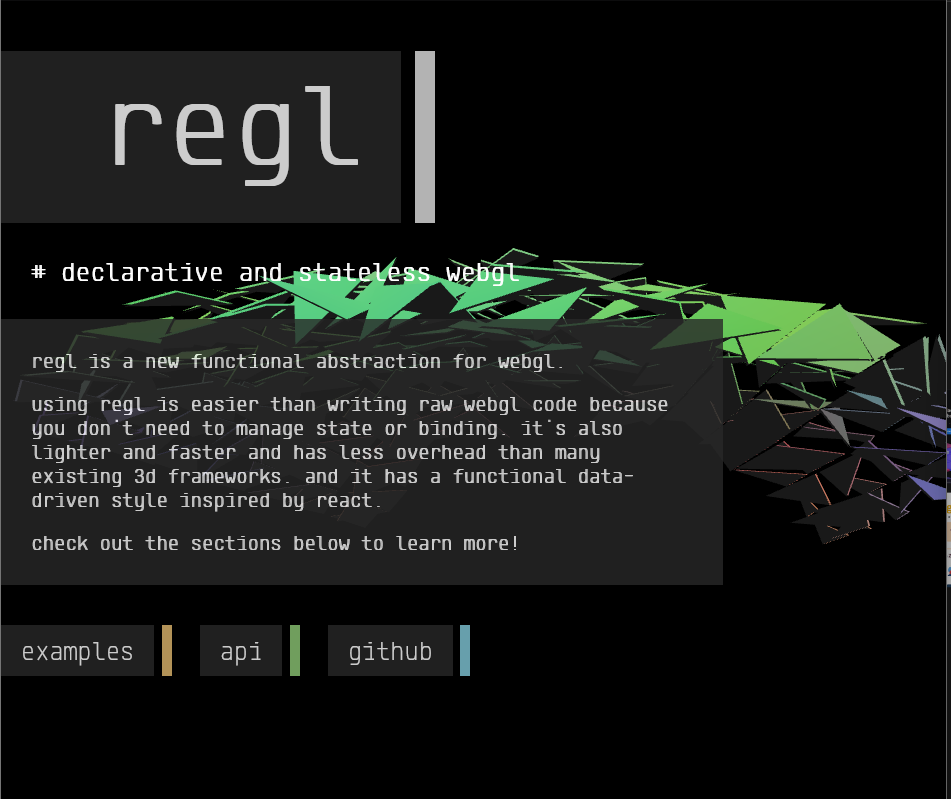 regl
# declarative and stateless webgl
regl is a new functional abstraction for webgl.
using regl is easier than writing raw webgl code because
you don't need to manage state or binding. it's also
lighter and faster and has less overhead than many
existing 3d frameworks. and it has a functional data-
driven style inspired by react.
check out the sections below to learn more!
examples api github